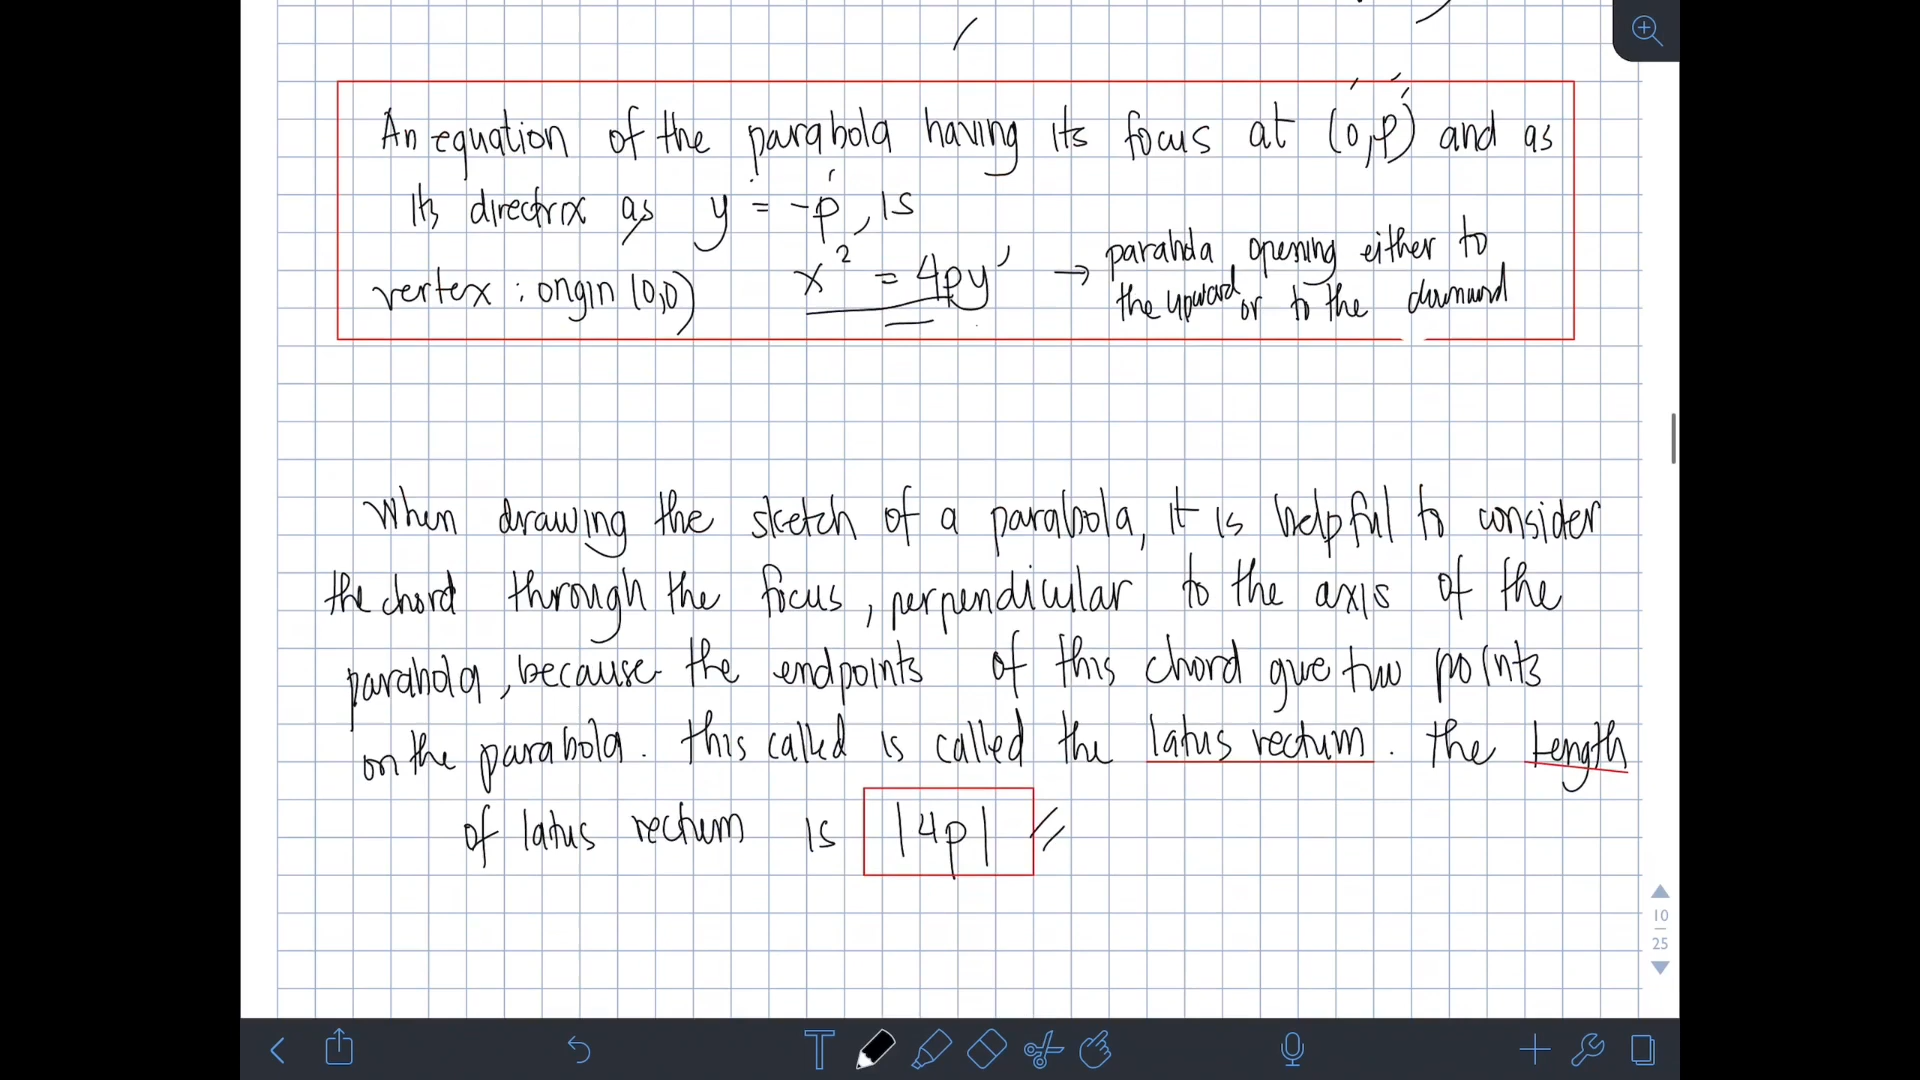 An equation of the parabola having its focus at (0,p) and as
its directrix as y = -p, is
vertex : origin (0,0) x² = 4py → parabola opening either to
the upward or to the downward
When drawing the sketch of a parabola, it is helpful to consider
the chord through the focus, perpendicular to the axis of the
parabola, because the endpoints of this chord give two points
on the parabola. this called is called the latus rectum. the Length
of latus rectum is |4p|
10
25